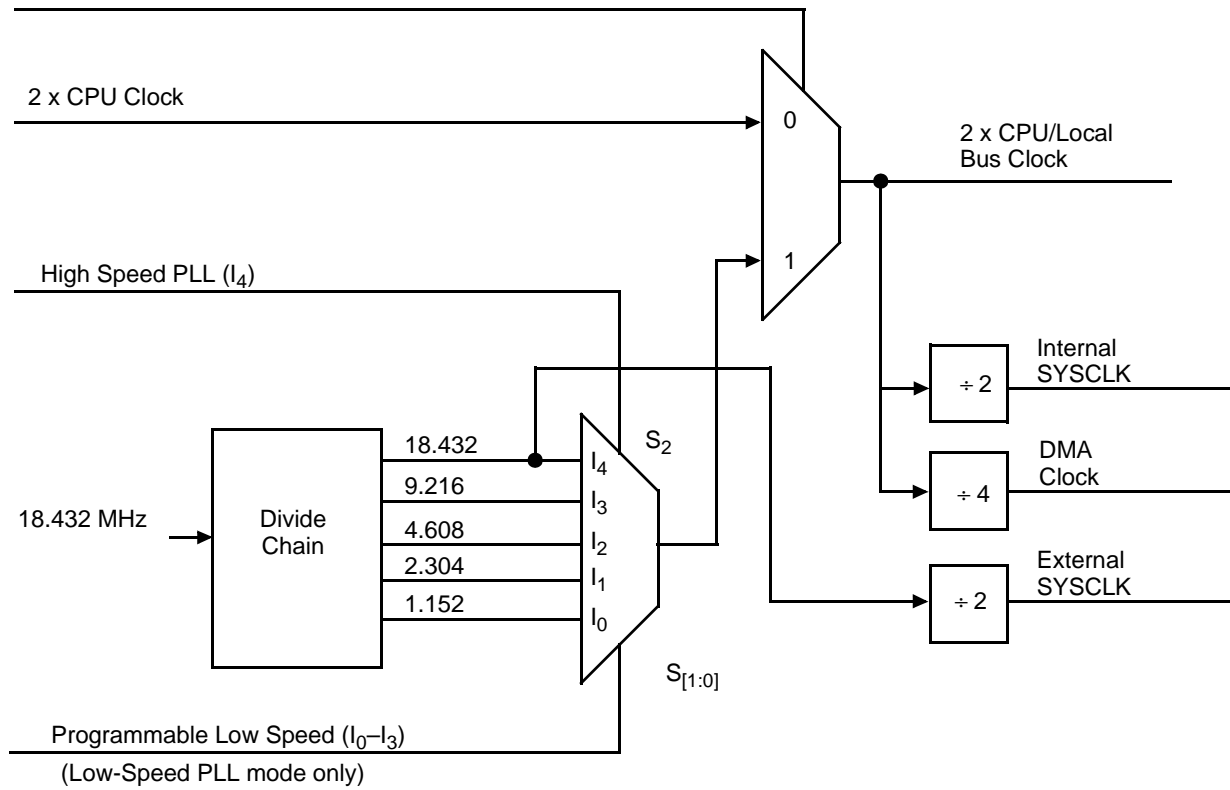 2 x CPU Clock
0
2 x CPU/Local
Bus Clock
1
High Speed PLL (I4)
÷ 2
Internal
SYSCLK
S2
18.432
I4
9.216
I3
÷ 4
DMA
Clock
18.432 MHz
Divide
Chain
4.608
I2
2.304
I1
÷ 2
External
SYSCLK
1.152
I0
S[1:0]
Programmable Low Speed (I0–I3)
(Low-Speed PLL mode only)